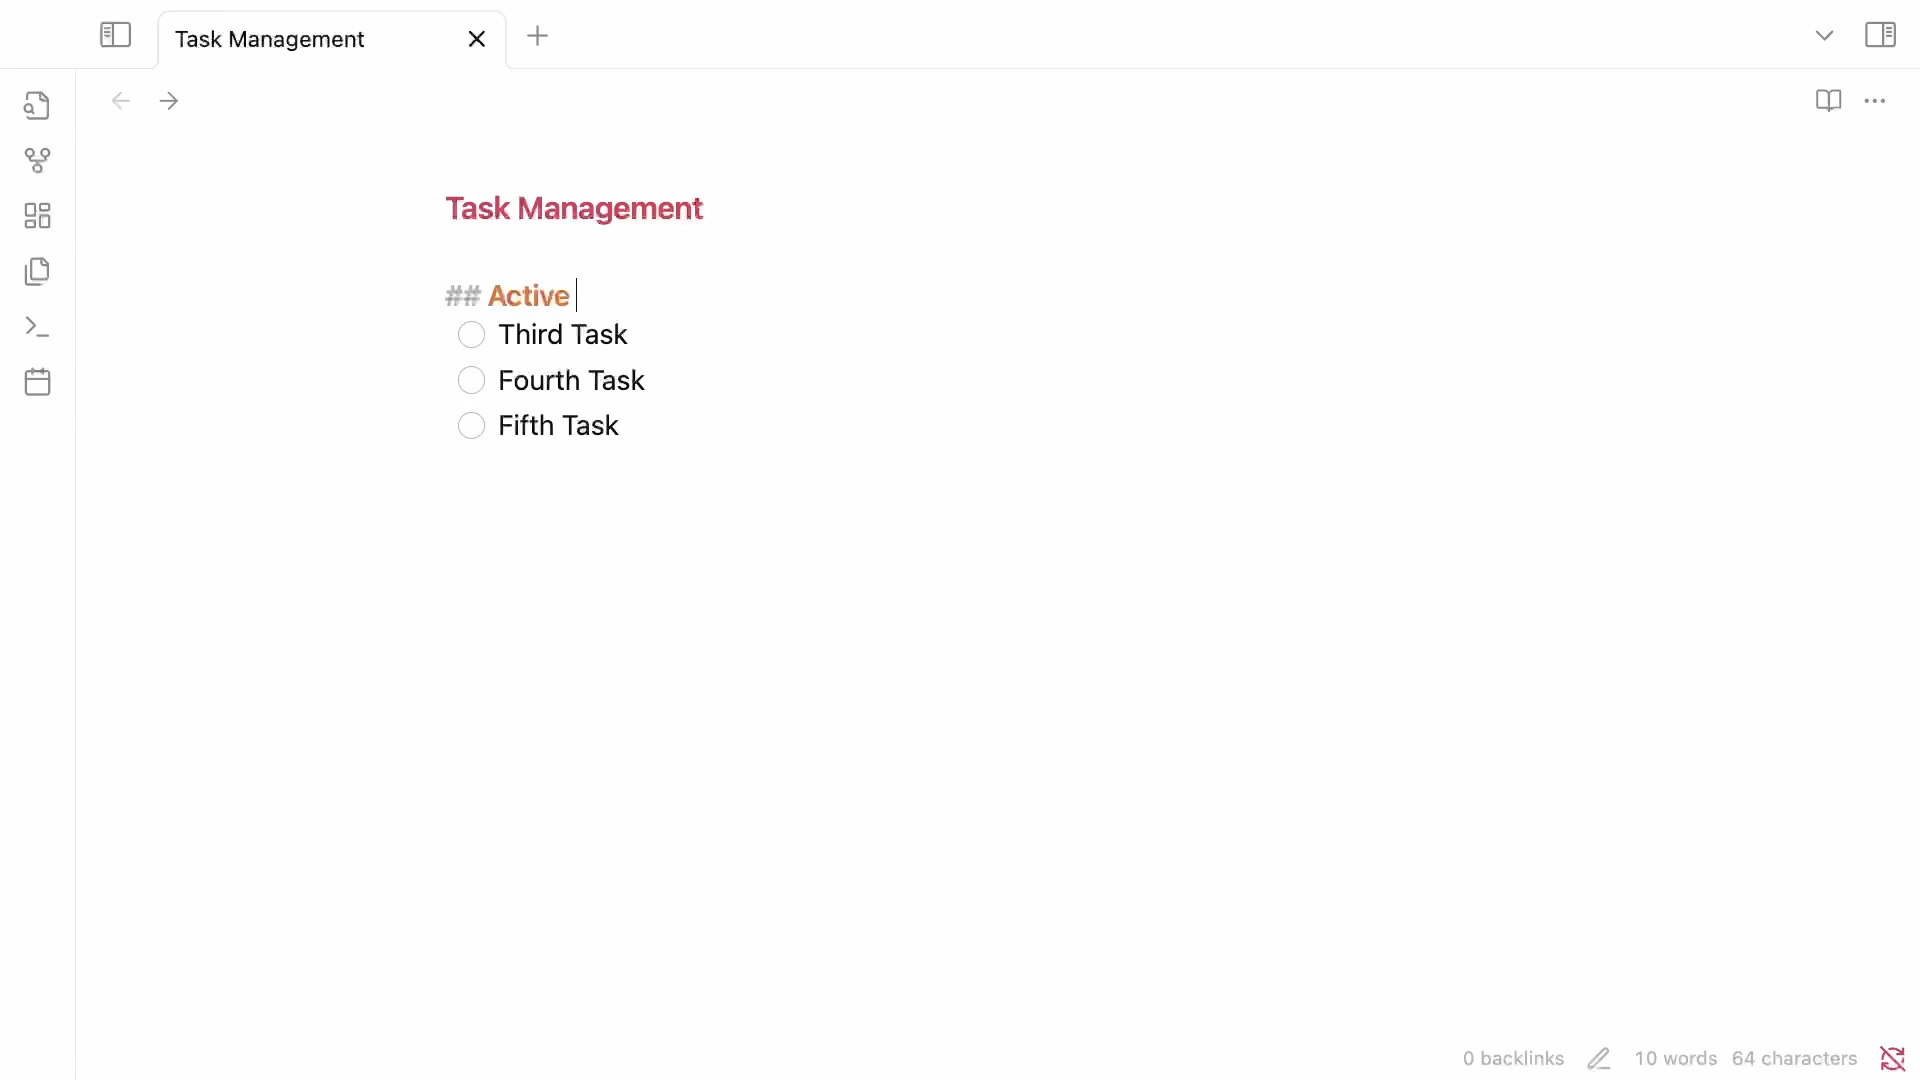 Task Management
Task Management
## Active
Third Task
Fourth Task
Fifth Task
0 backlinks 10 words 64 characters